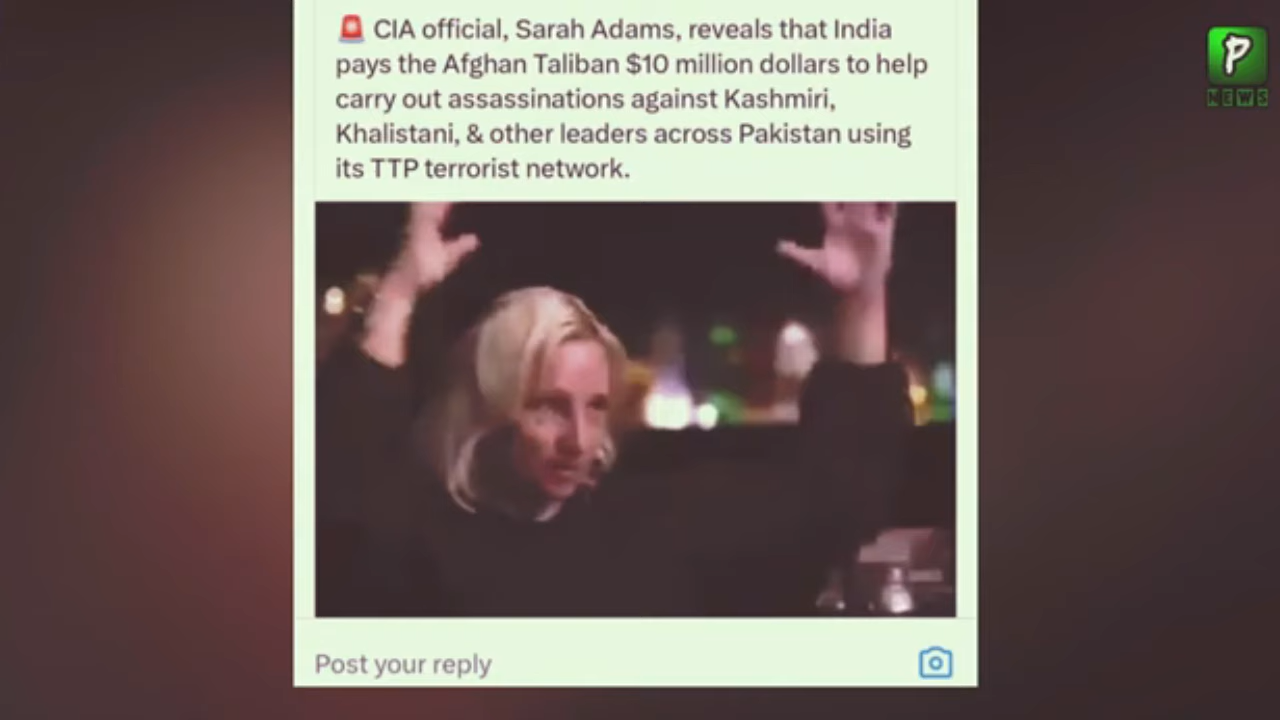 🚨 CIA official, Sarah Adams, reveals that India
pays the Afghan Taliban $10 million dollars to help
carry out assassinations against Kashmiri,
Khalistani, & other leaders across Pakistan using
its TTP terrorist network.
P
NEWS
Post your reply